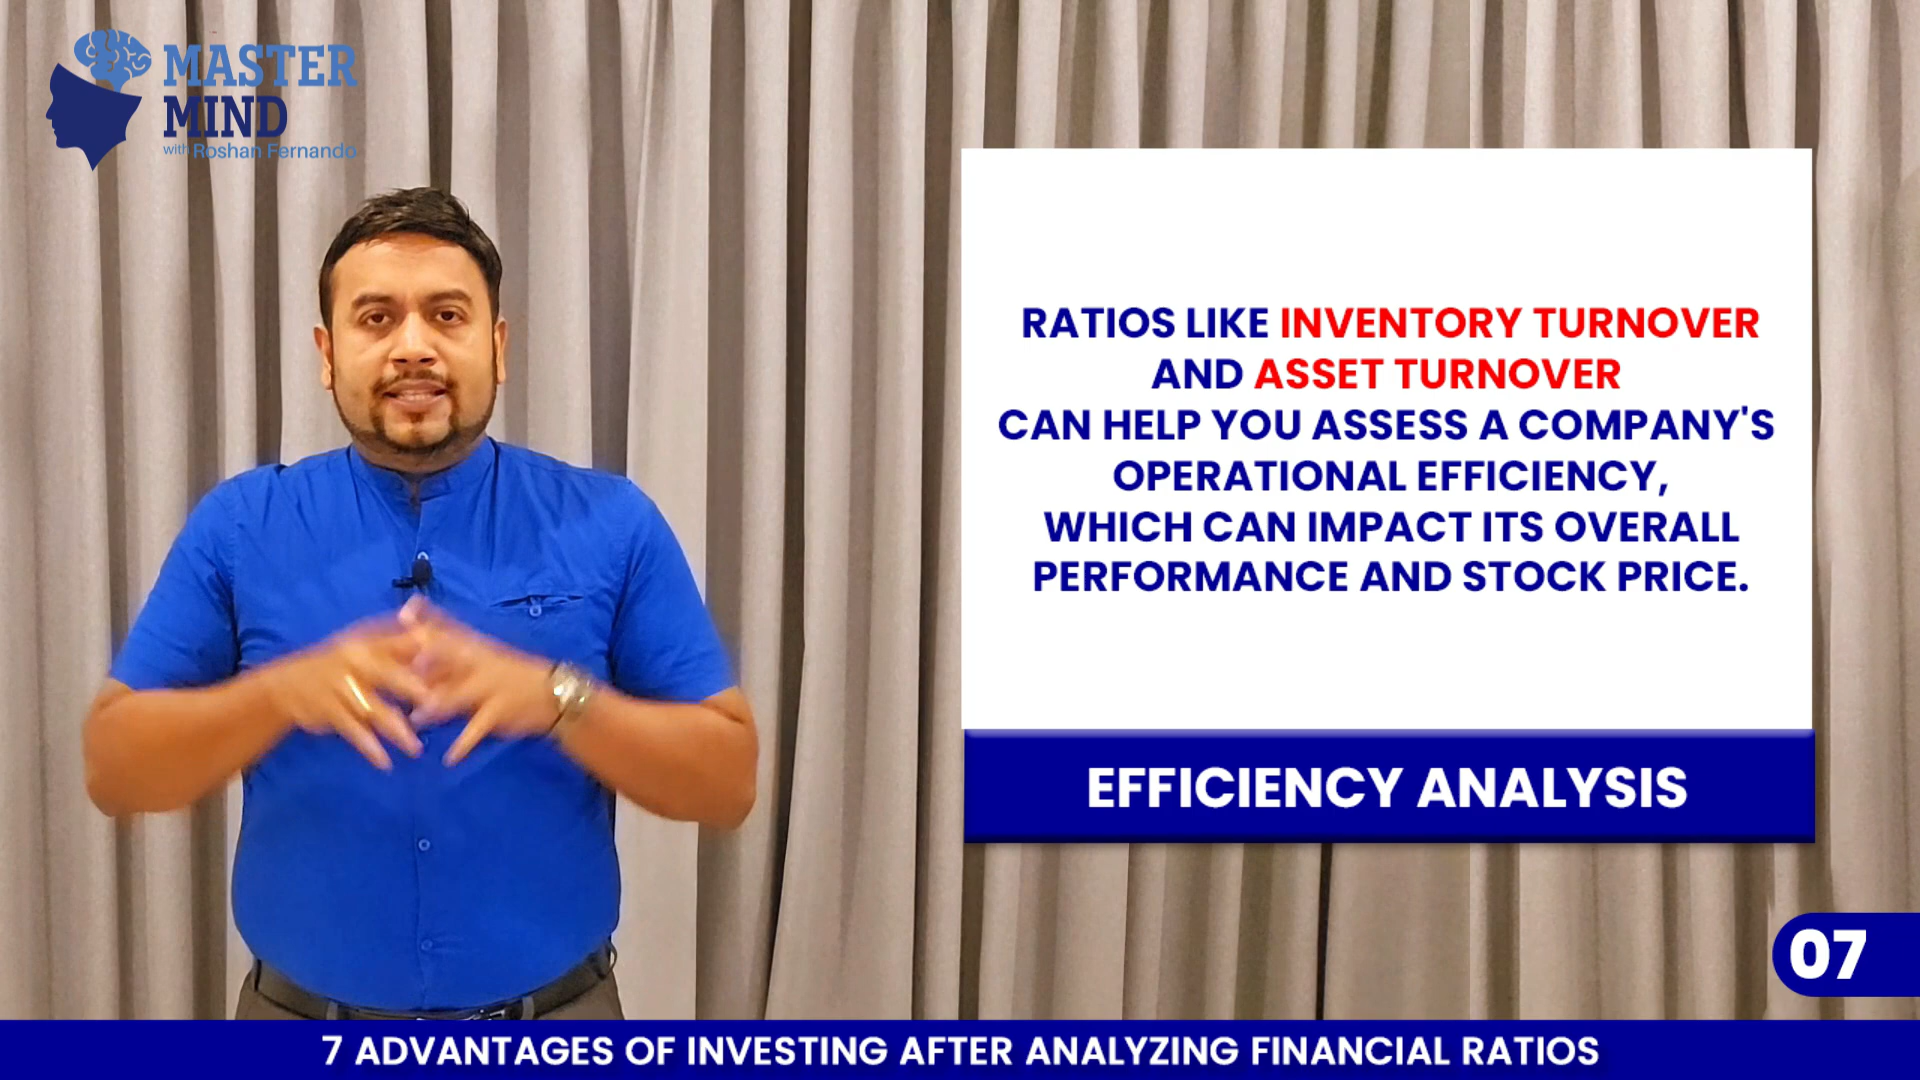 MASTER
MIND
with Roshan Fernando
RATIOS LIKE INVENTORY TURNOVER
AND ASSET TURNOVER
CAN HELP YOU ASSESS A COMPANY'S
OPERATIONAL EFFICIENCY,
WHICH CAN IMPACT ITS OVERALL
PERFORMANCE AND STOCK PRICE.
EFFICIENCY ANALYSIS
07
7 ADVANTAGES OF INVESTING AFTER ANALYZING FINANCIAL RATIOS